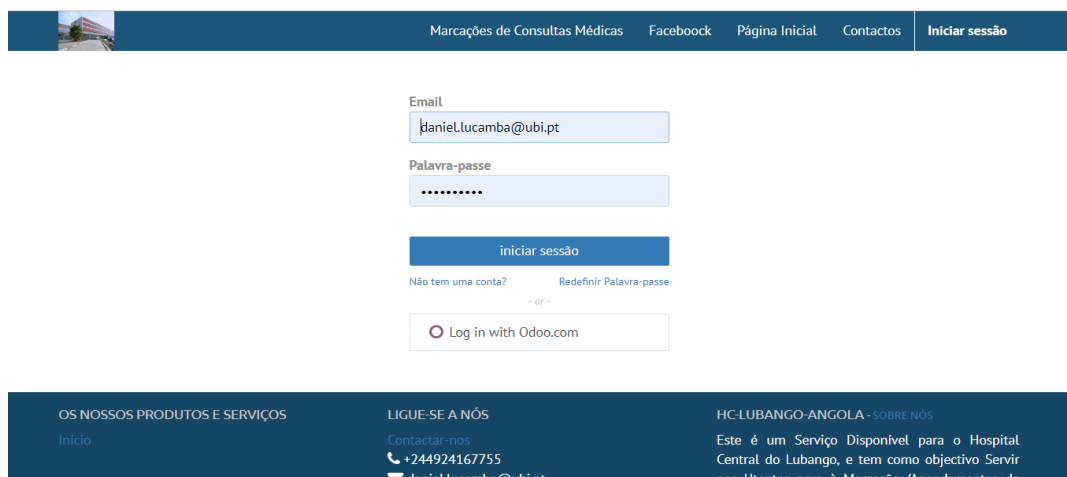 Marcações de Consultas Médicas Faceboock Página Inicial Contactos Iniciar sessão
Email
daniel.lucamba@ubi.pt
Palavra-passe
••••••••••
iniciar sessão
Não tem uma conta? Redefinir Palavra-passe
- or -
Log in with Odoo.com
OS NOSSOS PRODUTOS E SERVIÇOS
Início
LIGUE-SE A NÓS
Contactar-nos
+244924167755
HC-LUBANGO-ANGOLA - SOBRE NÓS
Este é um Serviço Disponível para o Hospital
Central do Lubango, e tem como objectivo Servir